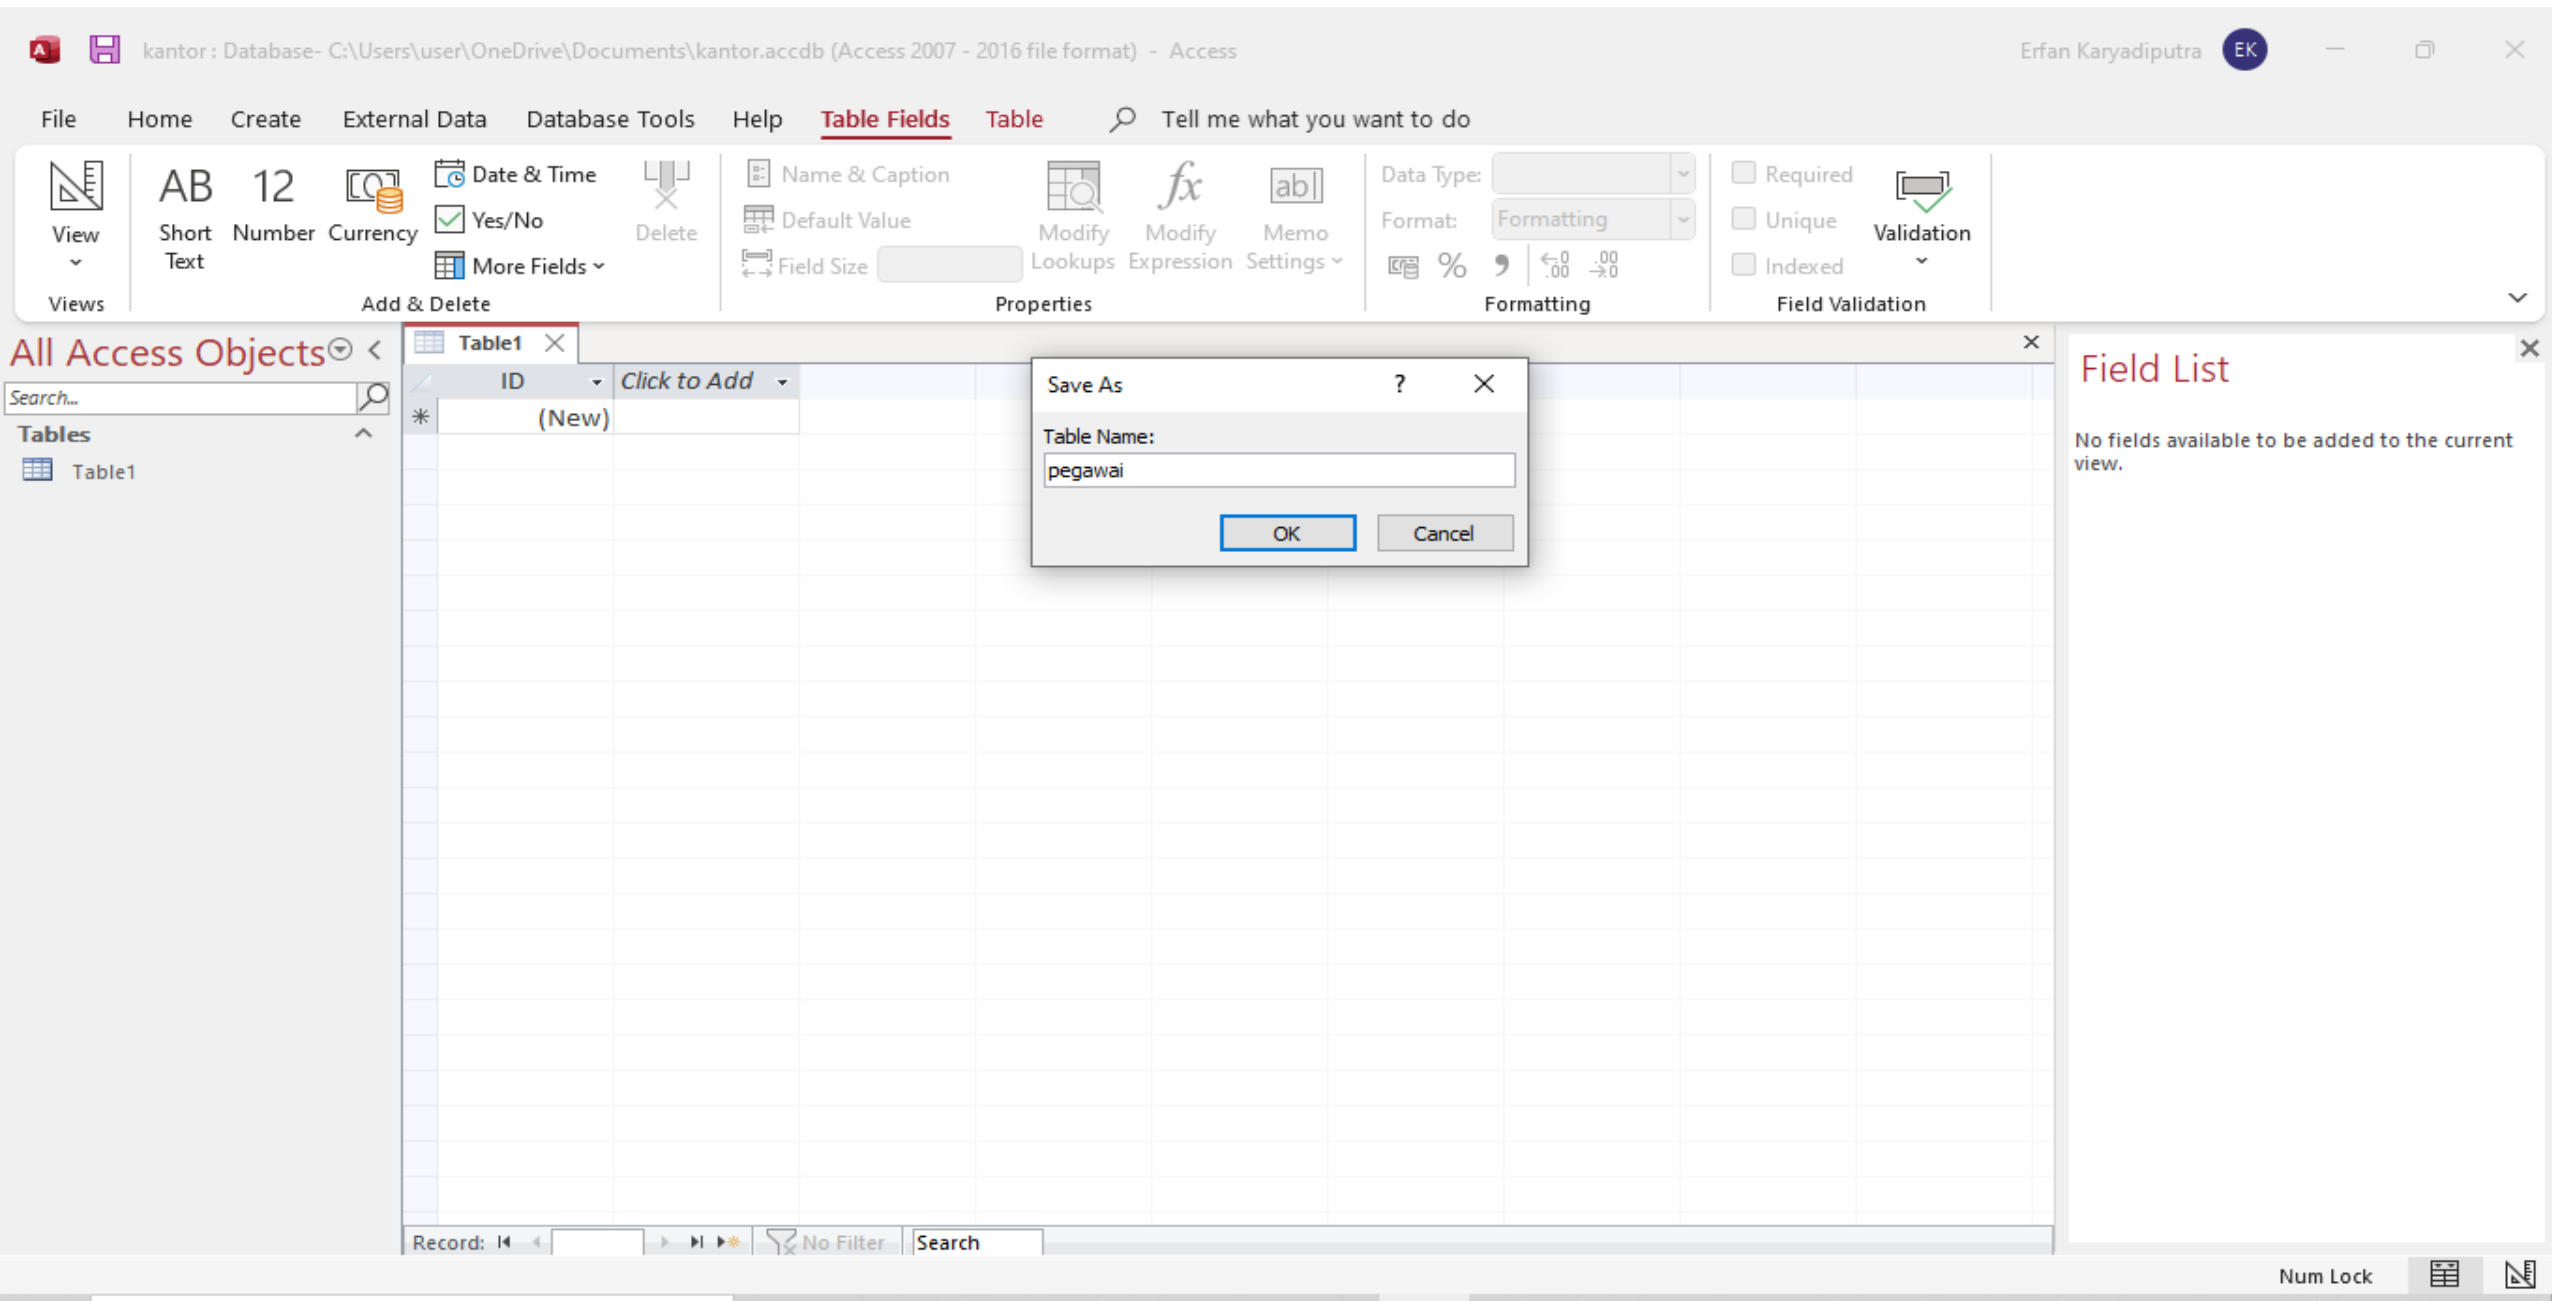 kantor : Database- C:\Users\user\OneDrive\Documents\kantor.accdb (Access 2007 - 2016 file format) - Access
Erfan Karyadiputra EK
File Home Create External Data Database Tools Help Table Fields Table Tell me what you want to do
View
Views
AB
Short Text
12
Number
Currency
Date & Time
Yes/No
More Fields
Delete
Add & Delete
Name & Caption
Default Value
Field Size
Modify Lookups
fx
Modify Expression
ab
Memo Settings
Properties
Data Type:
Format: Formatting
% 9 .00 .00
Formatting
Required
Unique
Indexed
Validation
Field Validation
All Access Objects
Search...
Tables
Table1
Table1
ID Click to Add
(New)
Save As ?
Table Name:
pegawai
OK Cancel
Field List
No fields available to be added to the current
view.
Record: No Filter Search
Num Lock